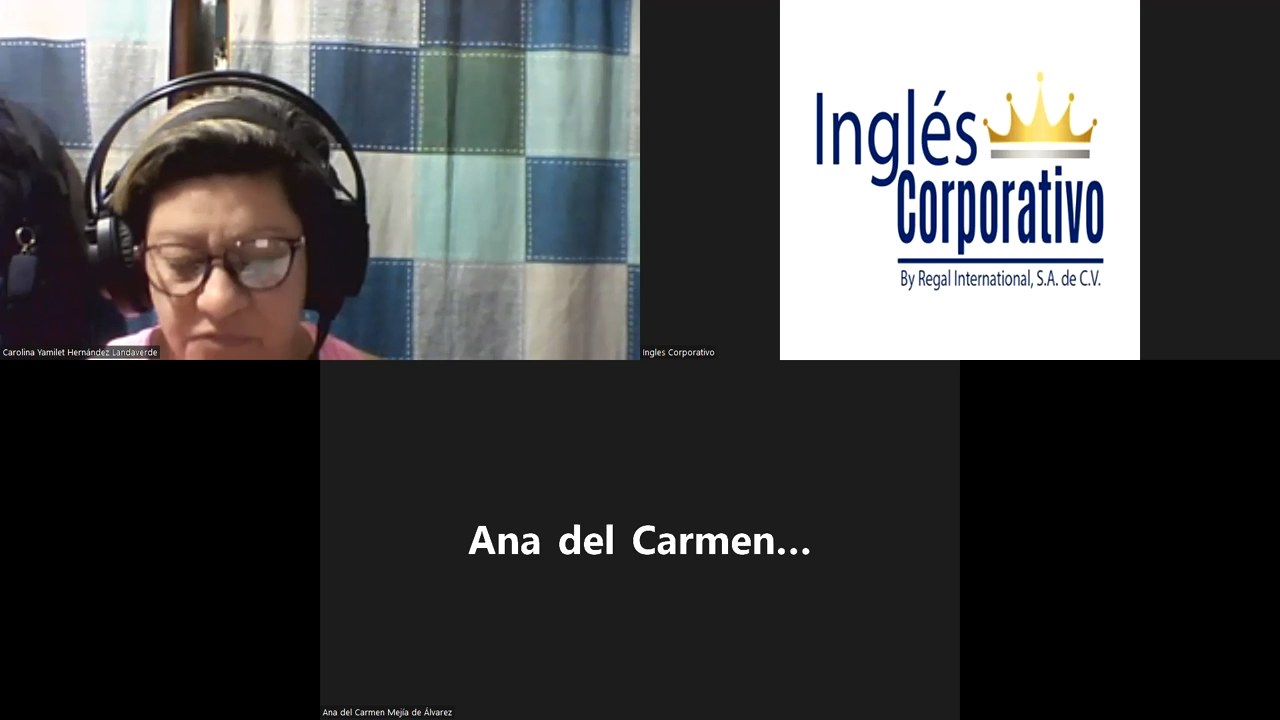 Inglés
Corporativo
By Regal International, S.A. de C.V.
Carolina Yamilet Hernández Landaverde
Ingles Corporativo
Ana del Carmen...
Ana del Carmen Mejía de Álvarez